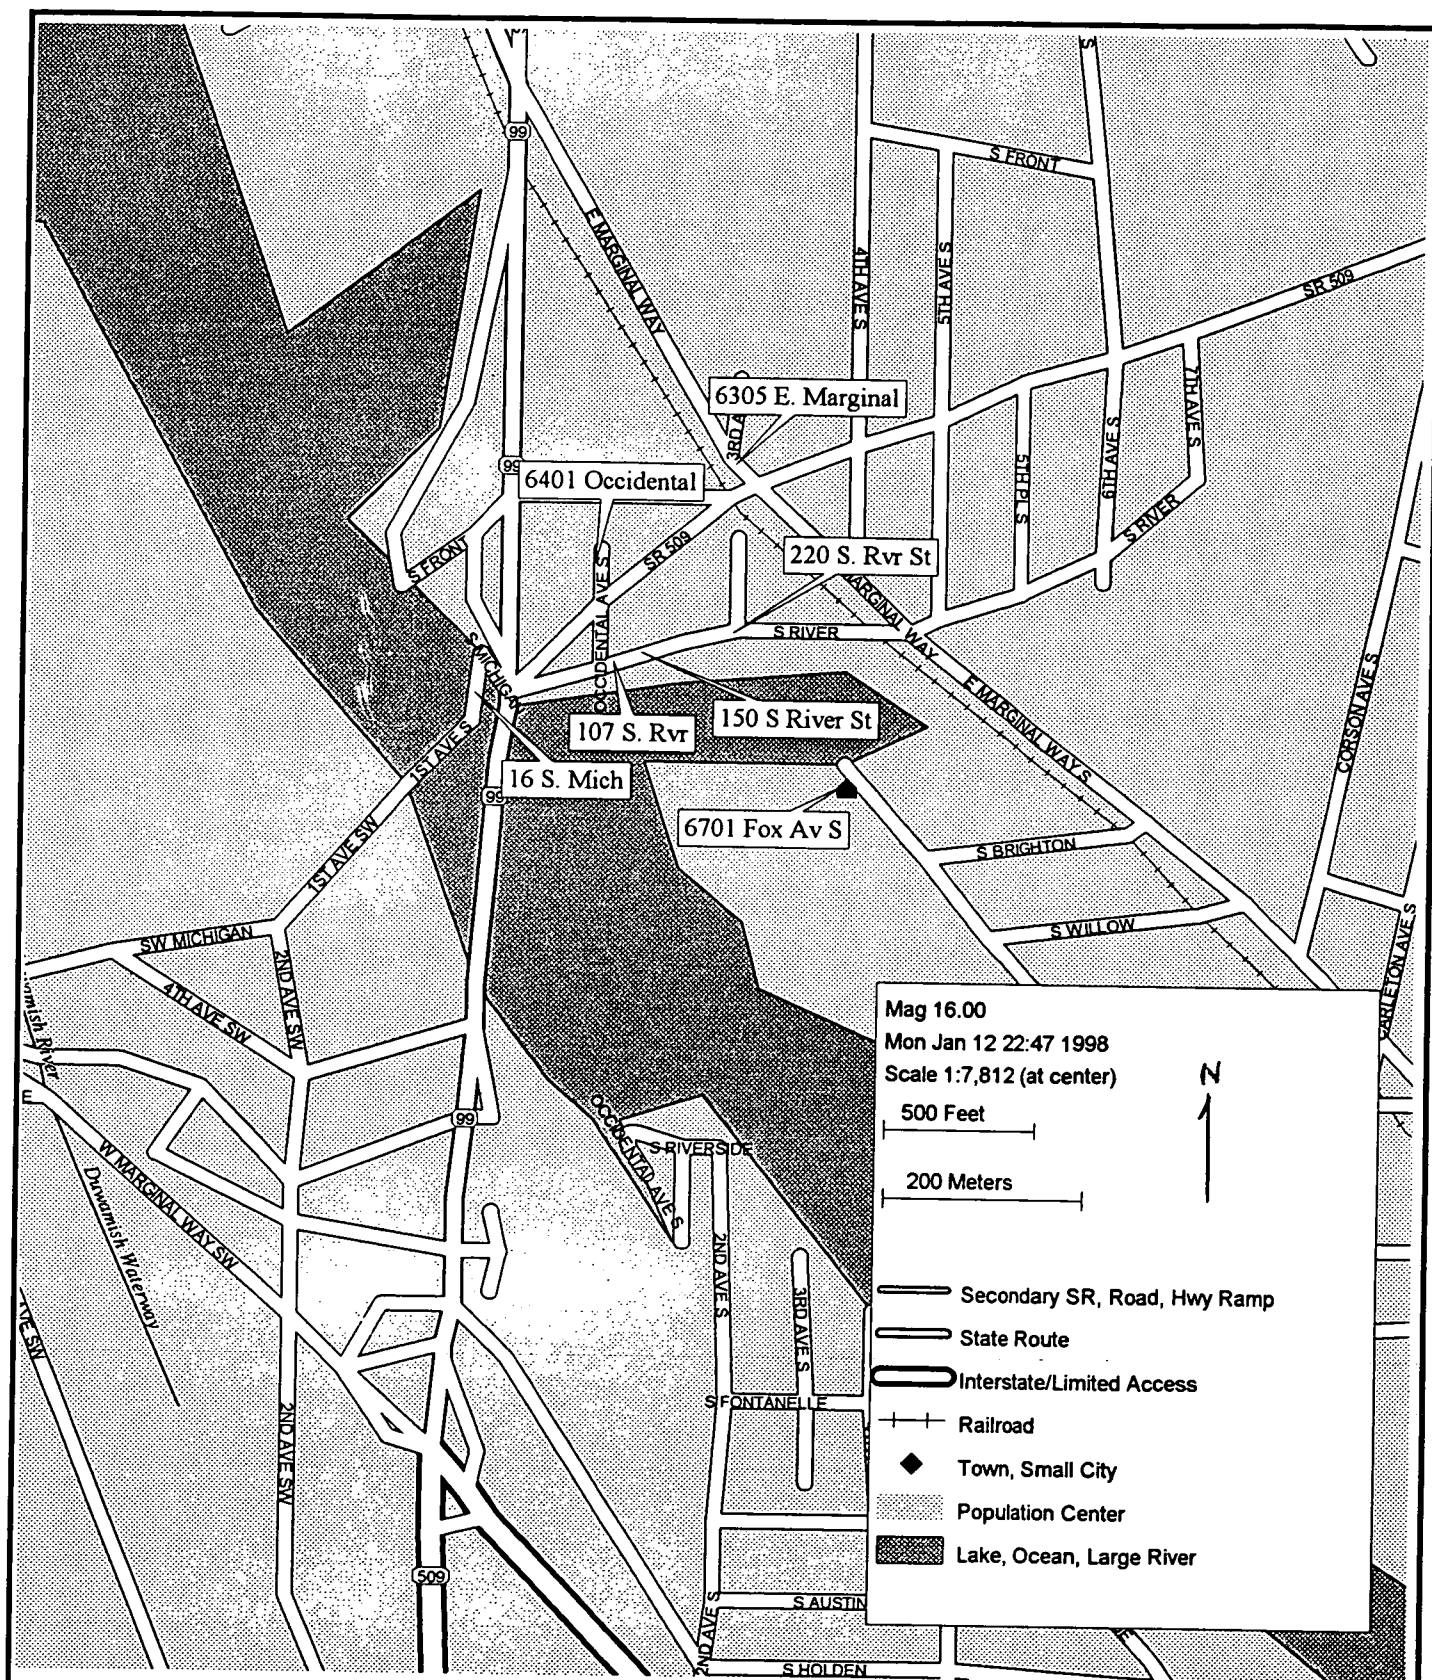 99
S FRONT
E MARGINAL WAY
4TH AVE S
5TH AVE S
SR 509
6305 E. Marginal
3RD A
7TH AVE S
6TH AVE S
5TH PL S
99
6401 Occidental
S RIVER
S FRONT
SR 509
220 S. Rvr St
MARGINAL WAY
OCCIDENTAL AVE S
S RIVER
S MICHIGAN
E MARGINAL WAY S
CORSON AVE S
107 S. Rvr
150 S River St
1ST AVE S
16 S. Mich
99
6701 Fox Av S
1ST AVE SW
S BRIGHTON
S WILLOW
SW MICHIGAN
2ND AVE SW
4TH AVE SW
CARLETON AVE S
uwamish River
Mag 16.00
Mon Jan 12 22:47 1998
Scale 1:7,812 (at center)
N
500 Feet
200 Meters
E
99
OCCIDENTAL AVE S
S RIVERSIDE
W MARGINAL WAY SW
Duwamish Waterway
2ND AVE S
3RD AVE S
AVE SW
Secondary SR, Road, Hwy Ramp
State Route
Interstate/Limited Access
S FONTANELLE
2ND AVE SW
Railroad
Town, Small City
Population Center
Lake, Ocean, Large River
509
S AUSTIN
2ND AVE S
S HOLDEN